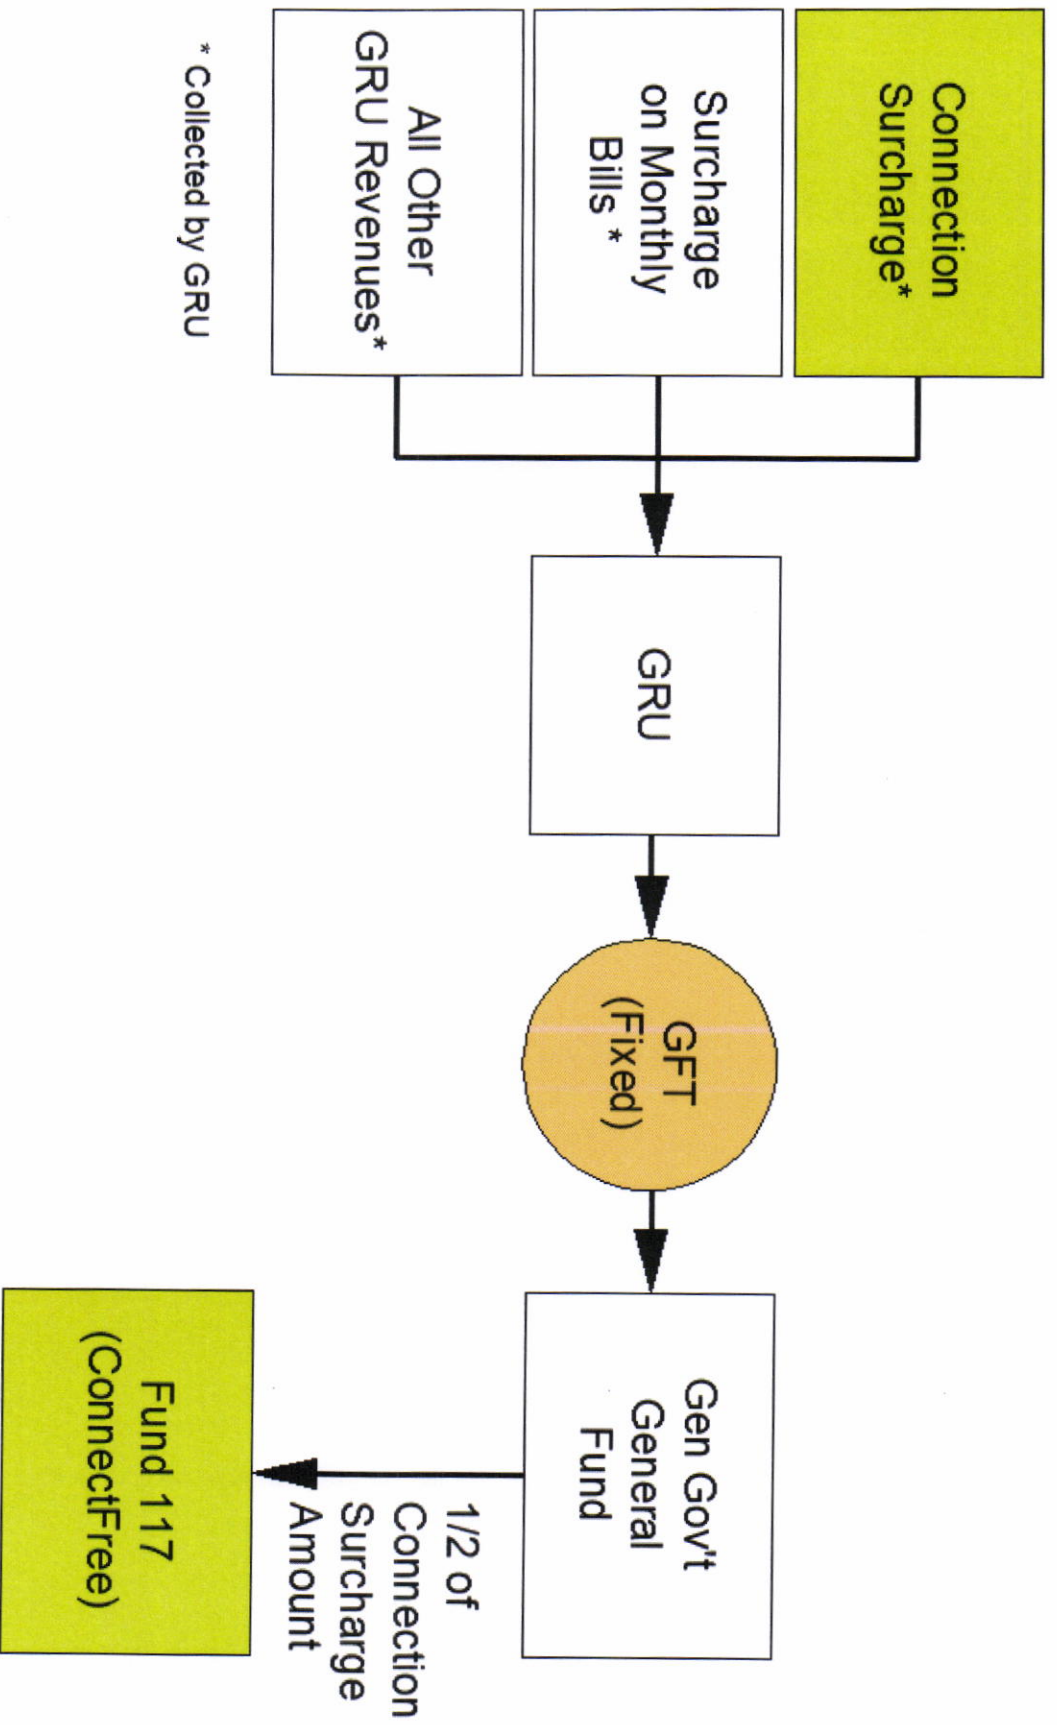 Connection
Surcharge*
Surcharge
on Monthly
Bills *
All Other
GRU Revenues*
* Collected by GRU
GRU
GFT
(Fixed)
Gen Gov't
General
Fund
1/2 of
Connection
Surcharge
Amount
Fund 117
(ConnectFree)